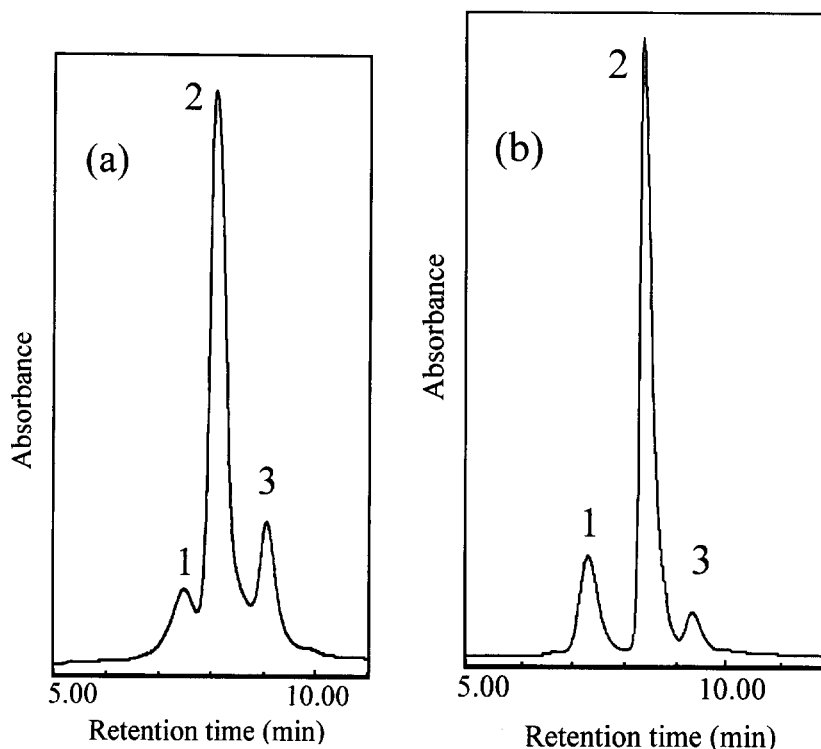 (a)
2
1
3
Absorbance
5.00 10.00
Retention time (min)
(b)
2
1
3
Absorbance
5.00 10.00
Retention time (min)